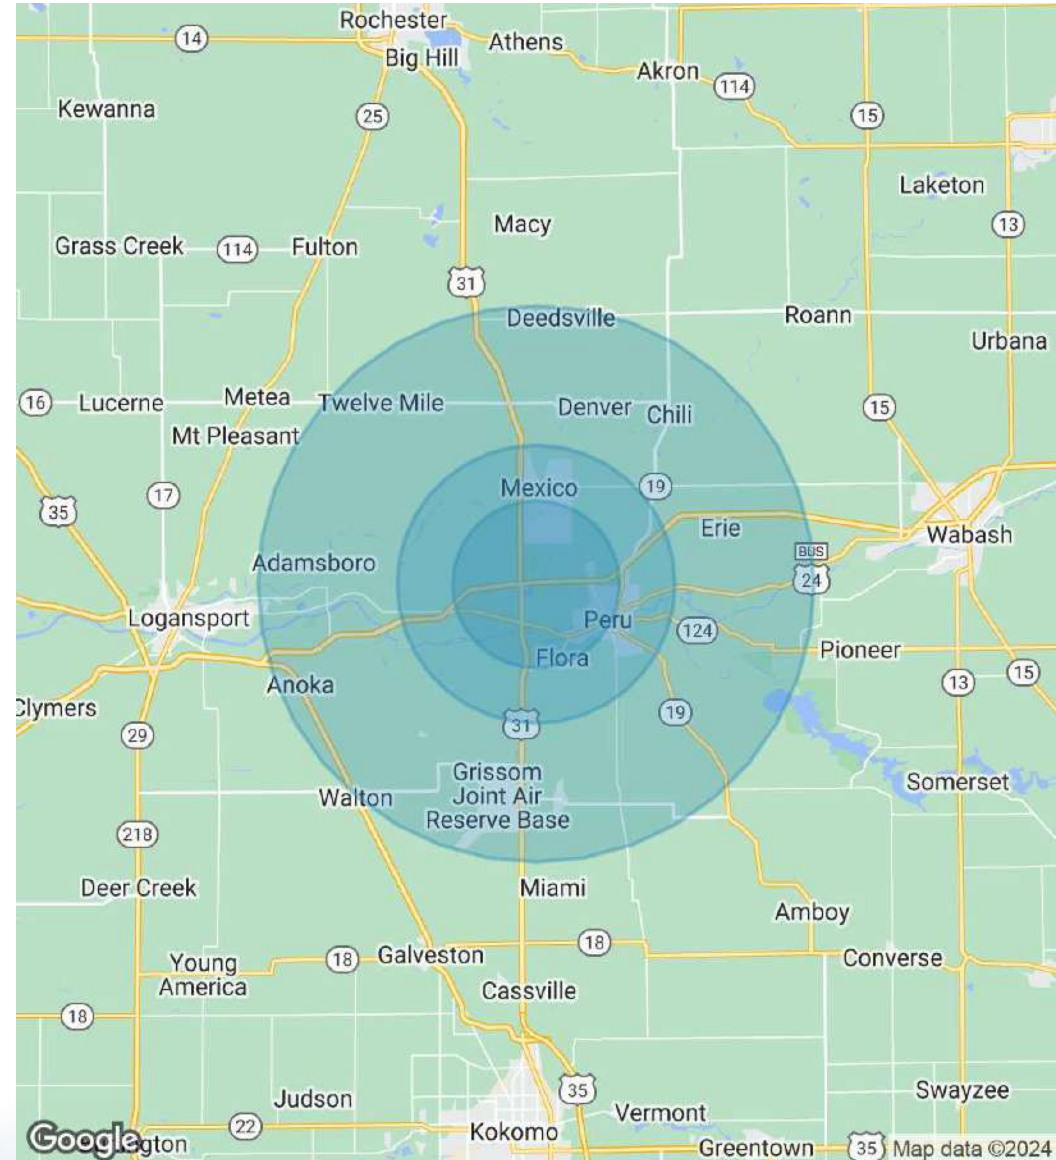 Rochester
14
Athens
Big Hill
Akron
114
Kewanna
25
15
Laketon
Macy
13
Grass Creek
114
Fulton
31
Deedsville
Roann
Urbana
16
Lucerne
Metea
Twelve Mile
Denver
Chili
15
Mt Pleasant
17
Mexico
19
35
Erie
Wabash
BUS
24
Adamsboro
Logansport
Peru
124
Flora
Pioneer
Anoka
13
15
Clymers
19
31
29
Grissom
Joint Air
Reserve Base
Somerset
Walton
218
Deer Creek
Miami
Amboy
18
Galveston
18
Converse
Young
America
Cassville
18
35
Judson
Swayzee
Vermont
22
Kokomo
Google
Greentown
35
Map data ©2024